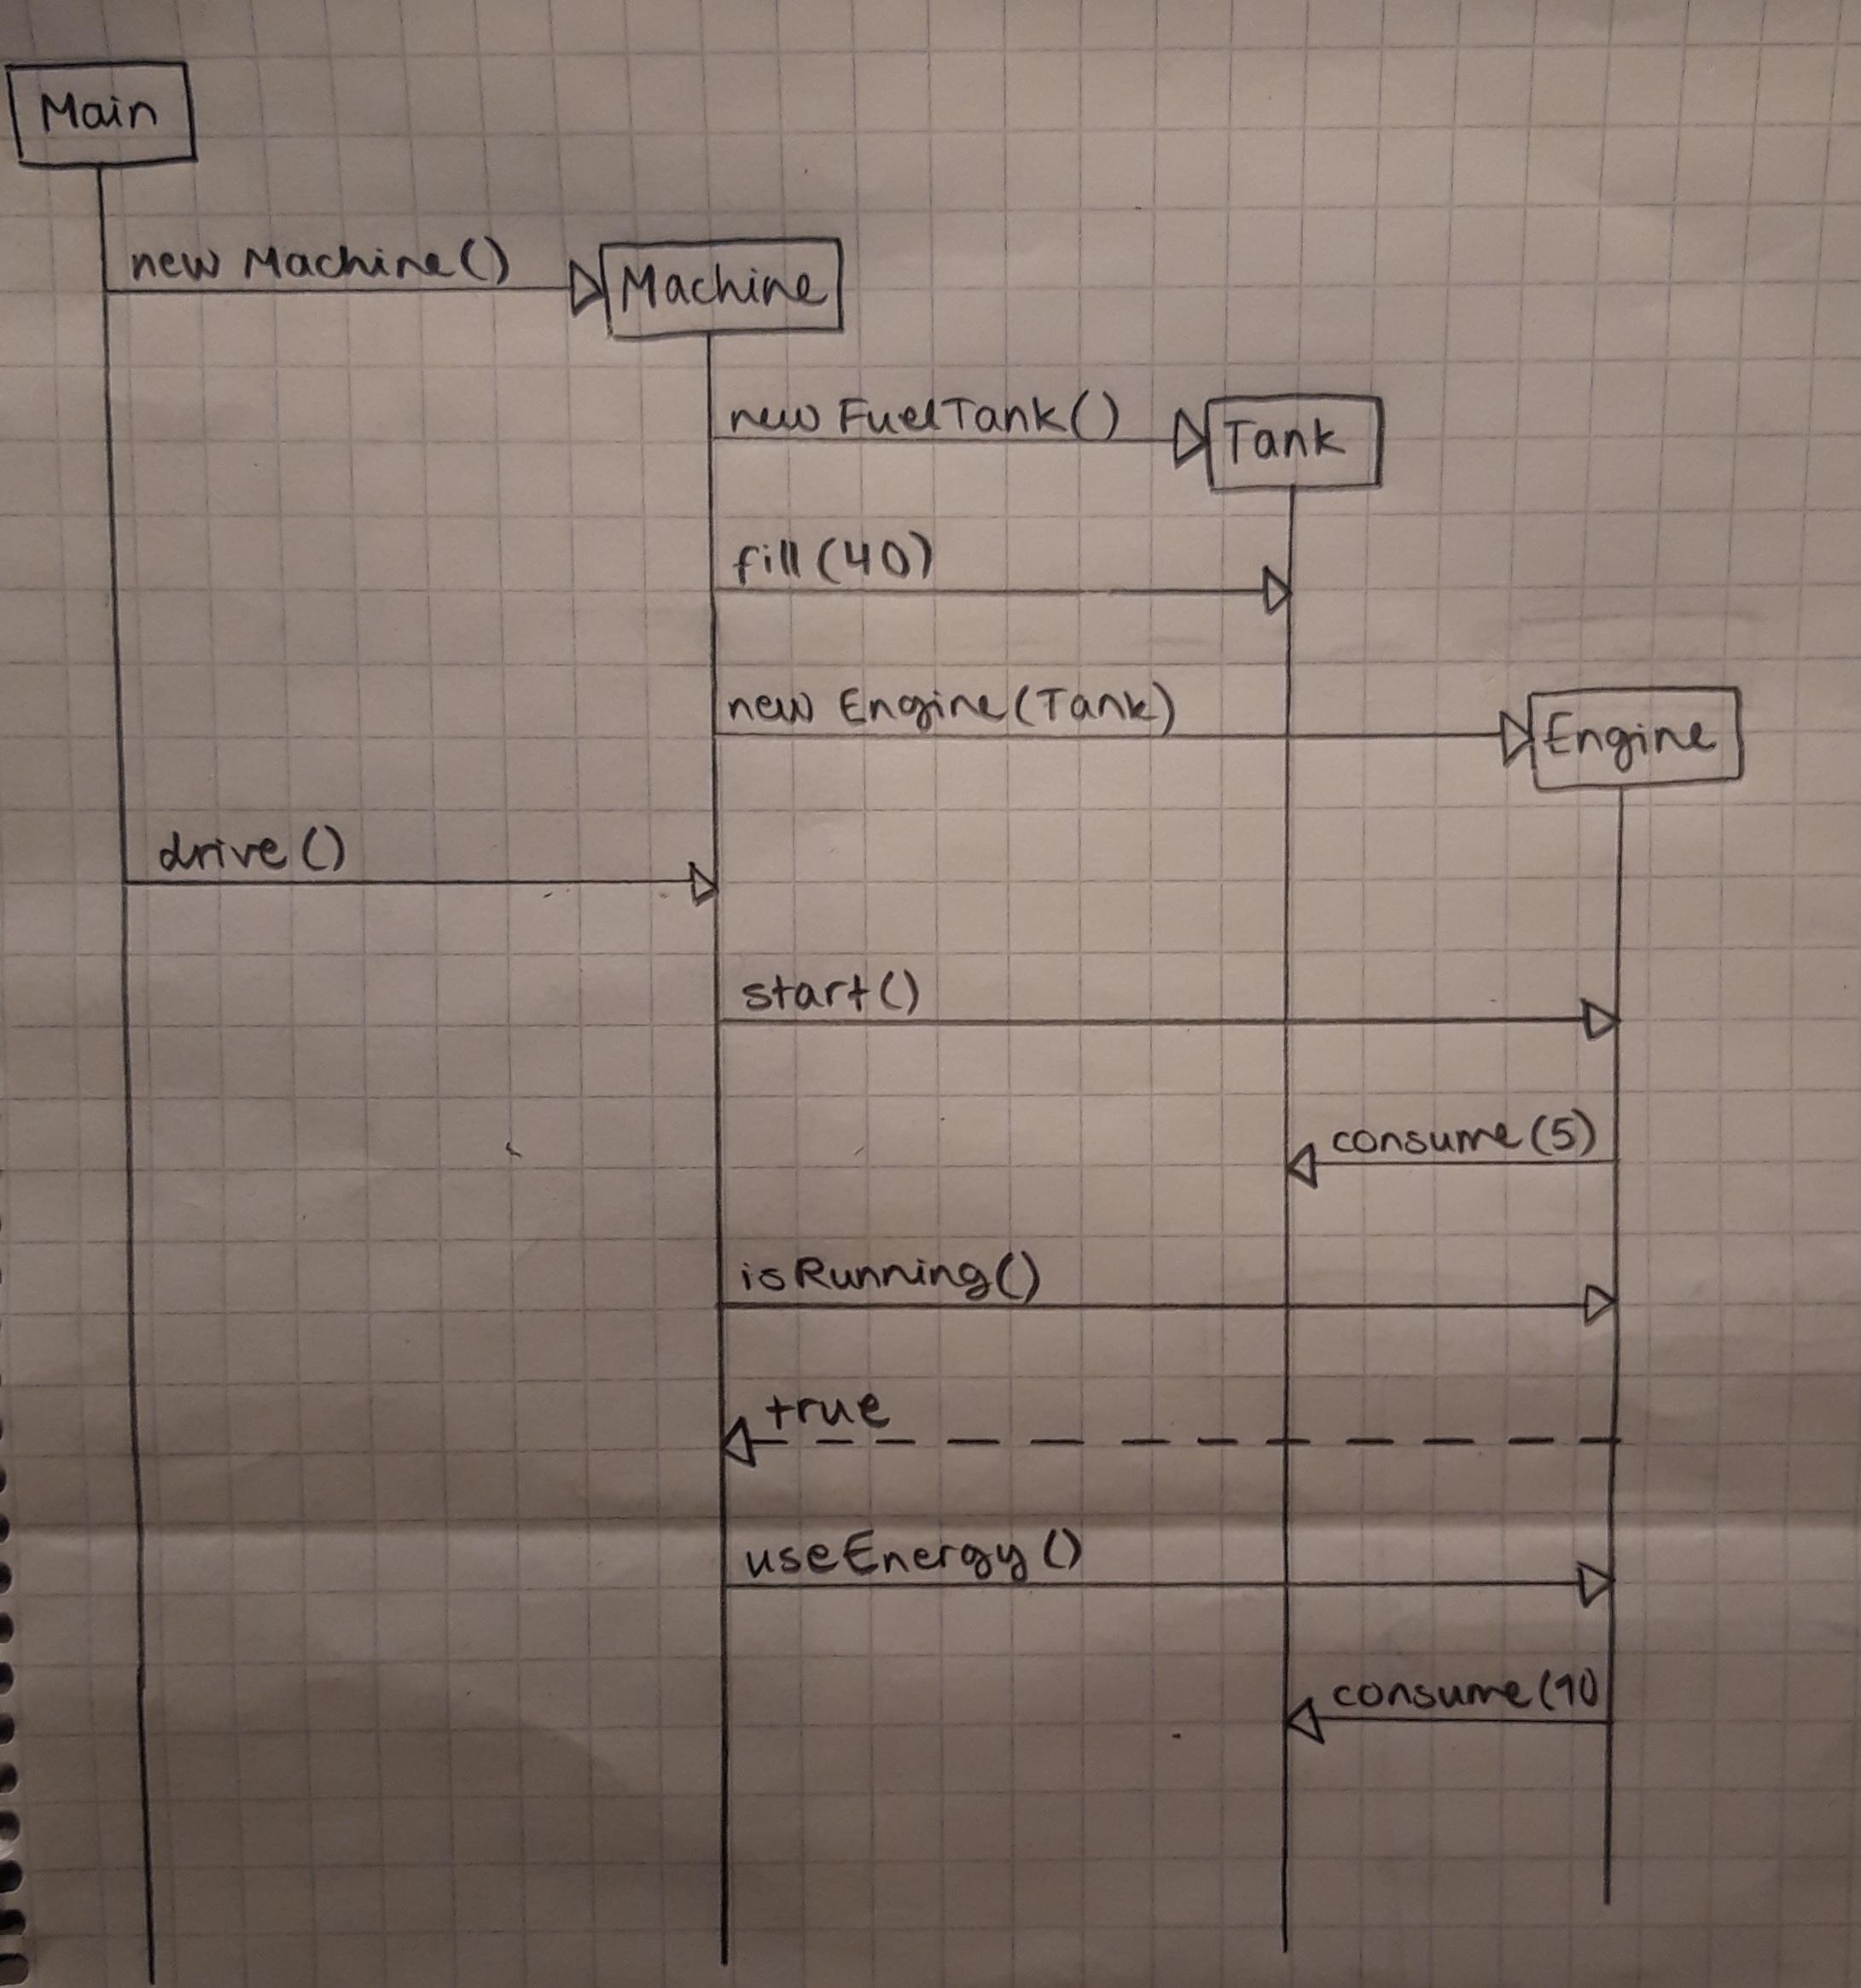 Main
new Machine()
Machine
new FuelTank()
Tank
fill (40)
new Engine (Tank)
Engine
drive ()
start()
consume (5)
isRunning()
true
useEnergy ()
consume (10